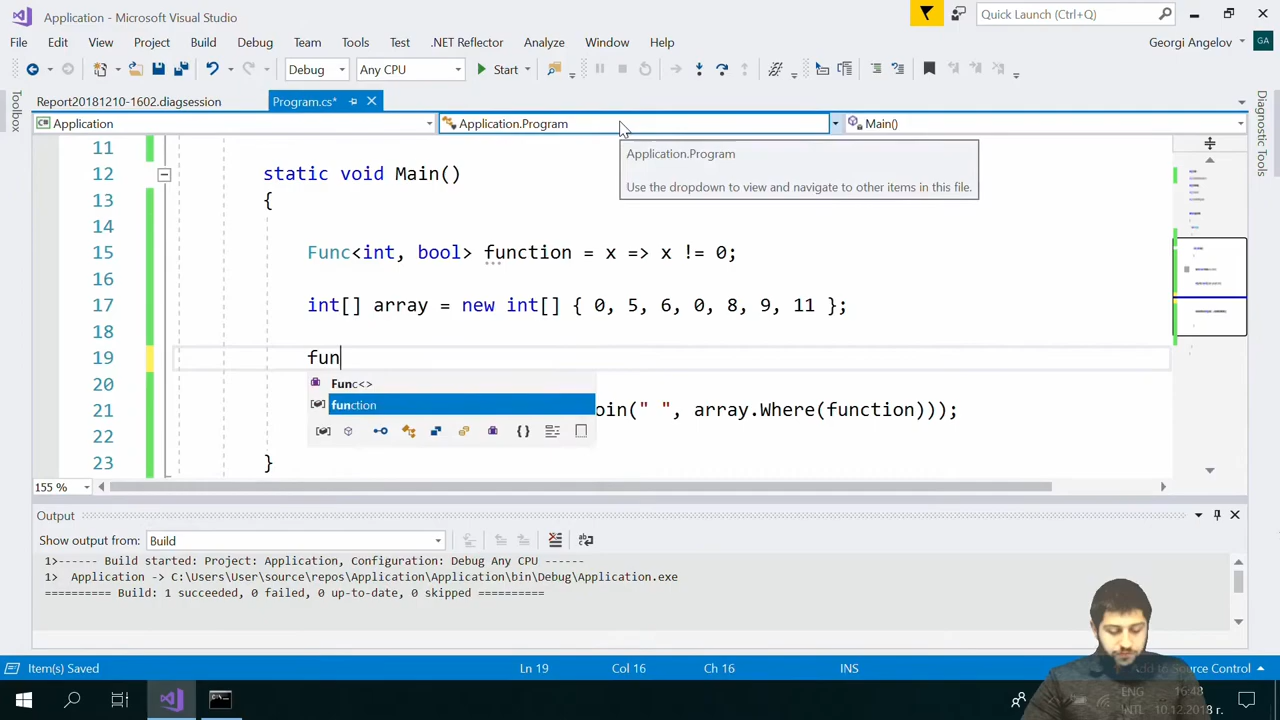 Application - Microsoft Visual Studio
Quick Launch (Ctrl+Q)
File Edit View Project Build Debug Team Tools Test .NET Reflector Analyze Window Help
Georgi Angelov GA
Debug Any CPU Start
Toolbox
Report20181210-1602.diagsession Program.cs*
Diagnostic Tools
Application Application.Program Main()
Application.Program
Use the dropdown to view and navigate to other items in this file.
11
12 static void Main()
13 {
14
15 Func<int, bool> function = x => x != 0;
16
17 int[] array = new int[] { 0, 5, 6, 0, 8, 9, 11 };
18
19 fun
Func<>
20
function
21 oin(" ", array.Where(function)));
22
23 }
155 %
Output
Show output from: Build
1>------ Build started: Project: Application, Configuration: Debug Any CPU ------
1> Application -> C:\Users\User\source\repos\Application\Application\bin\Debug\Application.exe
========== Build: 1 succeeded, 0 failed, 0 up-to-date, 0 skipped ==========
Item(s) Saved Ln 19 Col 16 Ch 16 INS Add to Source Control
ENG 16:48
INTL 10.12.2018 г.